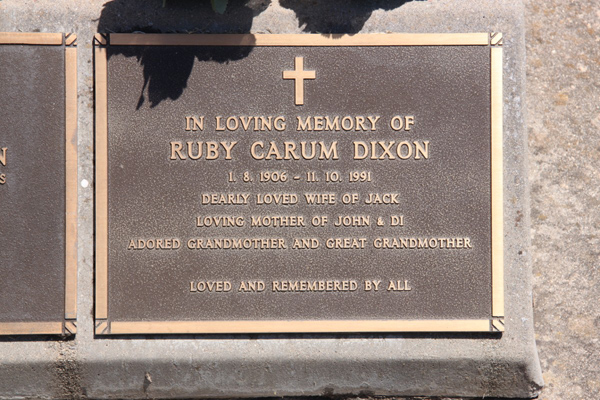 IN LOVING MEMORY OF
RUBY CARUM DIXON
1. 8. 1906 - 11. 10. 1991
DEARLY LOVED WIFE OF JACK
LOVING MOTHER OF JOHN & DI
ADORED GRANDMOTHER AND GREAT GRANDMOTHER
LOVED AND REMEMBERED BY ALL